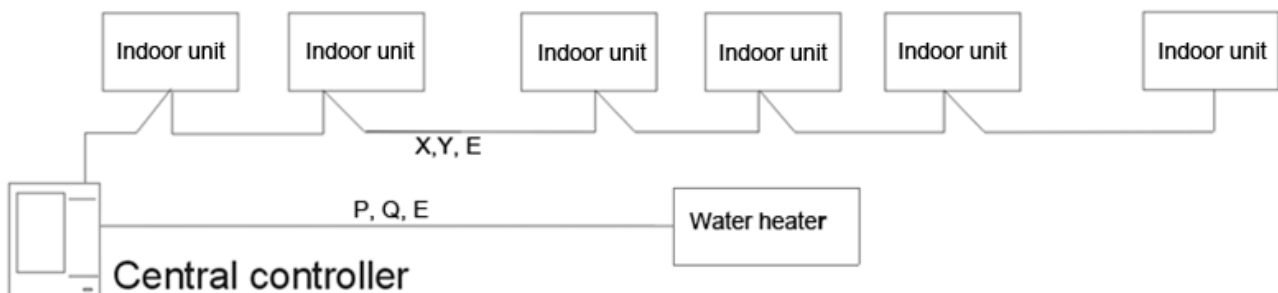 Indoor unit
Indoor unit
Indoor unit
Indoor unit
Indoor unit
Indoor unit
X,Y, E
P, Q, E
Water heater
Central controller